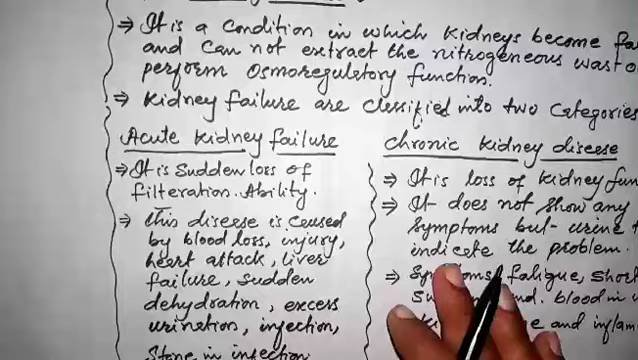 ⇒ It is a condition in which kidneys become
and can not extract the nitrogeneous
perform osmoregulatory function.
⇒ Kidney failure are classified into two categories
Acute Kidney failure
⇒ It is sudden loss of
filteration Ability.
⇒ this disease is caused
by blood loss, injury,
heart attack, liver
failure, sudden
dehydration, excess
urination, infection,
Stone in infection
Chronic kidney disease
⇒ It is loss of kidney
⇒ It does not show any
symptoms but urine
indicate the problem.
⇒ fatigue,
blood in
and